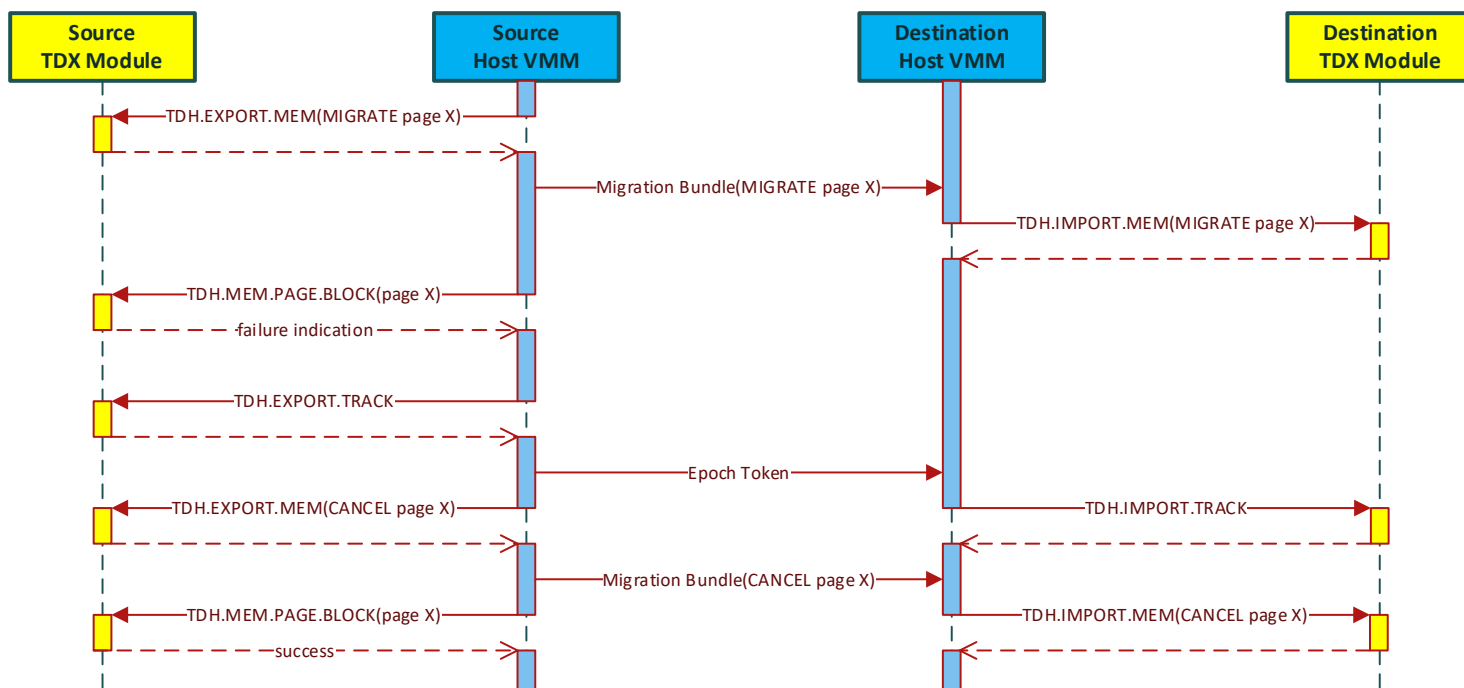 Source
TDX Module
Source
Host VMM
Destination
Host VMM
Destination
TDX Module
TDH.EXPORT.MEM(MIGRATE page X)
Migration Bundle(MIGRATE page X)
TDH.IMPORT.MEM(MIGRATE page X)
TDH.MEM.PAGE.BLOCK(page X)
failure indication
TDH.EXPORT.TRACK
Epoch Token
TDH.EXPORT.MEM(CANCEL page X)
TDH.IMPORT.TRACK
Migration Bundle(CANCEL page X)
TDH.MEM.PAGE.BLOCK(page X)
TDH.IMPORT.MEM(CANCEL page X)
success